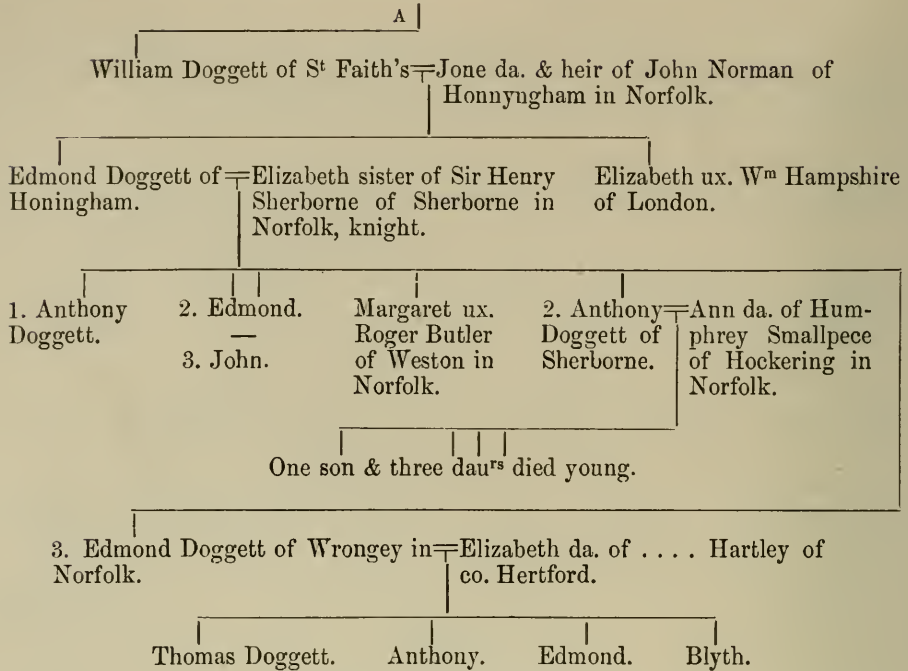 A
William Doggett of Sᵗ Faith's=Jone da. & heir of John Norman of
Honnyngham in Norfolk.
Edmond Doggett of
Honingham.
=Elizabeth sister of Sir Henry
Sherborne of Sherborne in
Norfolk, knight.
Elizabeth ux. Wᵐ Hampshire
of London.
1. Anthony
Doggett.
2. Edmond.
—
3. John.
Margaret ux.
Roger Butler
of Weston in
Norfolk.
2. Anthony
Doggett of
Sherborne.
=Ann da. of Hum-
phrey Smallpece
of Hockering in
Norfolk.
One son & three dauʳˢ died young.
3. Edmond Doggett of Wrongey in
Norfolk.
=Elizabeth da. of . . . . Hartley of
co. Hertford.
Thomas Doggett. Anthony. Edmond. Blyth.